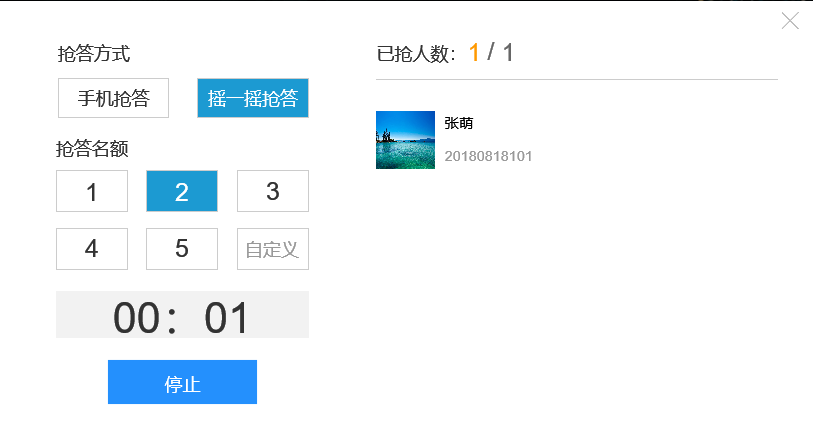 抢答方式
手机抢答 摇一摇抢答
抢答名额
1 2 3
4 5 自定义
00：01
停止
已抢人数：1 / 1
张萌
20180818101